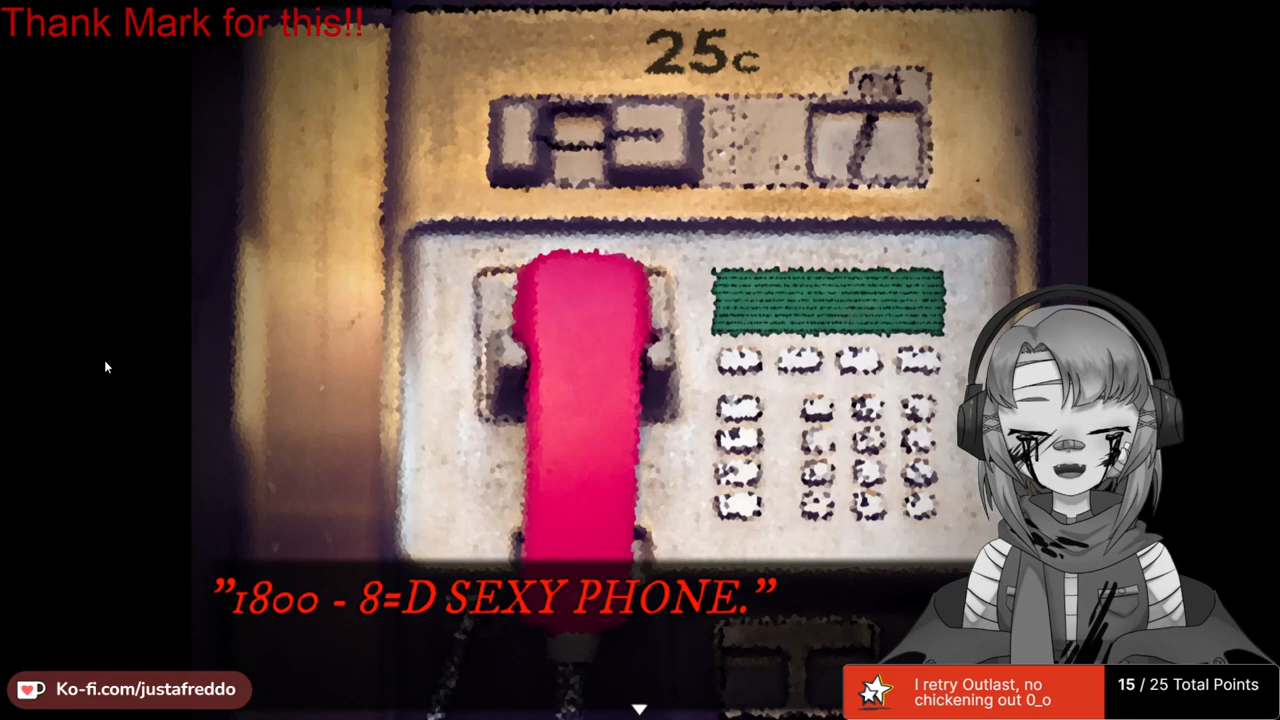 Thank Mark for this!!
25c
"1800 - 8=D SEXY PHONE."
Ko-fi.com/justafreddo
I retry Outlast, no
chickening out 0_o
15 / 25 Total Points